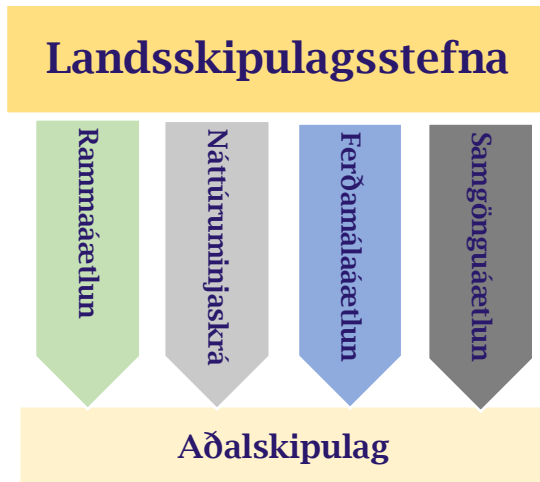 Landsskipulagsstefna
Rammaáætlun
Náttúruminjaskrá
Ferðamálaáætlun
Samgönguáætlun
Aðalskipulag